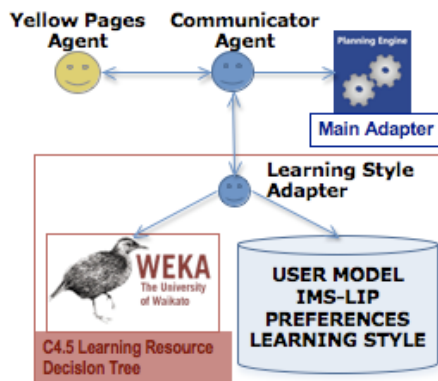 Yellow Pages
Agent
Communicator
Agent
Planning Engine
Main Adapter
Learning Style
Adapter
WEKA
The University
of Waikato
C4.5 Learning Resource
Decision Tree
USER MODEL
IMS-LIP
PREFERENCES
LEARNING STYLE